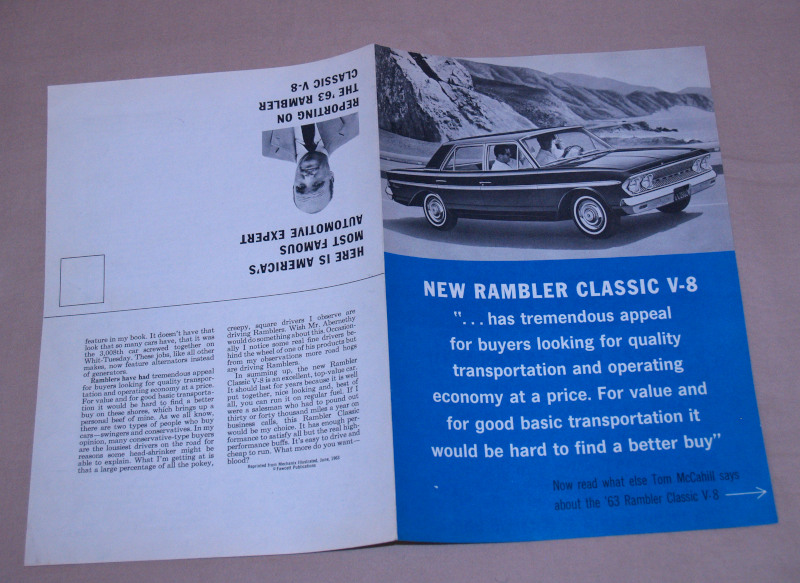 HERE IS AMERICA'S
MOST FAMOUS
AUTOMOTIVE EXPERT
REPORTING ON
THE '63 RAMBLER
CLASSIC V-8
feature in my book. It doesn't have that
look that so many cars have, that it was
the 3,008th car screwed together on
Whit-Tuesday. These jobs, like all other
makes, now feature alternators instead
of generators.
Ramblers have had tremendous appeal
for buyers looking for quality transpor-
tation and operating economy at a price.
For value and for good basic transporta-
tion it would be hard to find a better
buy on these shores, which brings up a
personal beef of mine. As we all know,
there are two types of people who buy
cars—swingers and conservatives. In my
opinion, many conservative-type buyers
are the lousiest drivers on the road for
reasons some head-shrinker might be
able to explain. What I'm getting at is
that a large percentage of all the pokey,
creepy, square drivers I observe are
driving Ramblers. Wish Mr. Abernethy
would do something about this. Occasion-
ally I notice some real fine drivers be-
hind the wheel of one of his products but
from my observations more road hogs
are driving Ramblers.
In summing up, the new Rambler
Classic V-8 is an excellent, top-value car.
It should last for years because it is well
put together, nice looking and, best of
all, you can run it on regular fuel. If I
were a salesman who had to pound out
thirty or forty thousand miles a year on
business calls, this Rambler Classic
would be my choice. It has enough per-
formance to satisfy all but the real high-
performance buffs. It's easy to drive and
cheap to run. What more do you want—
blood?
Reprinted from Mechanix Illustrated, June, 1963
© Fawcett Publications
NEW RAMBLER CLASSIC V-8
"...has tremendous appeal
for buyers looking for quality
transportation and operating
economy at a price. For value and
for good basic transportation it
would be hard to find a better buy"
Now read what else Tom McCahill says
about the '63 Rambler Classic V-8